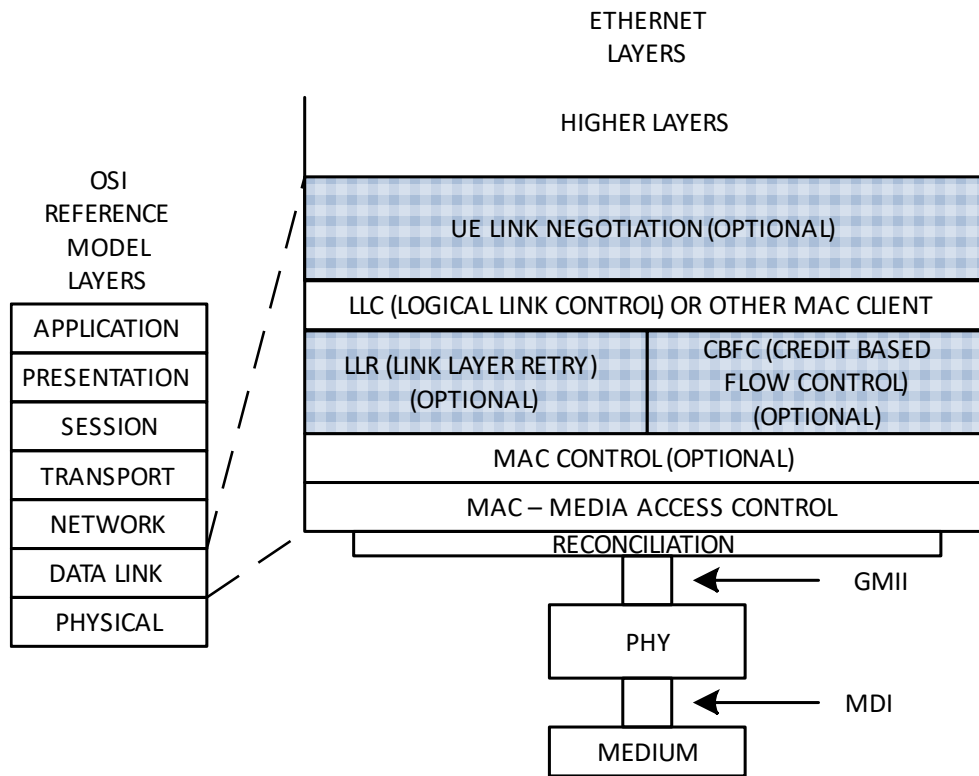 ETHERNET
LAYERS
HIGHER LAYERS
OSI
REFERENCE
MODEL
LAYERS
APPLICATION
PRESENTATION
SESSION
TRANSPORT
NETWORK
DATA LINK
PHYSICAL
UE LINK NEGOTIATION (OPTIONAL)
LLC (LOGICAL LINK CONTROL) OR OTHER MAC CLIENT
LLR (LINK LAYER RETRY)
(OPTIONAL)
CBFC (CREDIT BASED
FLOW CONTROL)
(OPTIONAL)
MAC CONTROL (OPTIONAL)
MAC – MEDIA ACCESS CONTROL
RECONCILIATION
GMII
PHY
MDI
MEDIUM